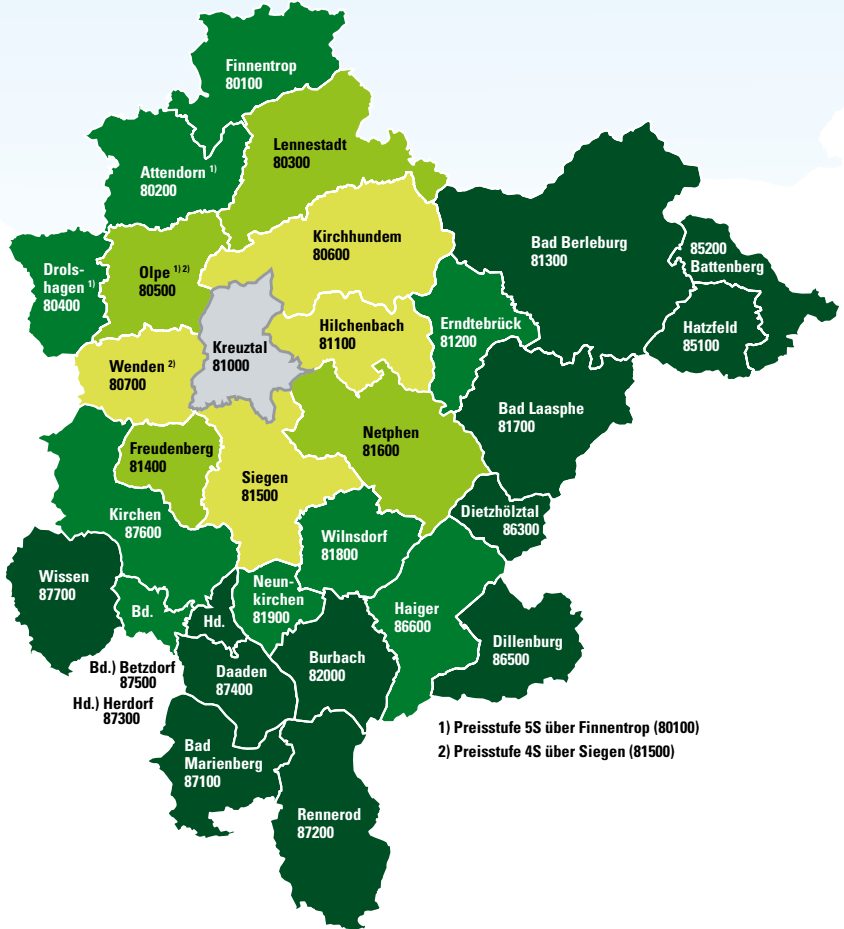 Finnentrop
80100
Lennestadt
80300
Attendorn 1)
80200
Kirchhundem
80600
Bad Berleburg
81300
85200
Battenberg
Drols-
hagen 1)
80400
Olpe 1) 2)
80500
Hatzfeld
85100
Hilchenbach
81100
Erndtebrück
81200
Kreuztal
81000
Wenden 2)
80700
Bad Laasphe
81700
Netphen
81600
Freudenberg
81400
Siegen
81500
Kirchen
87600
Dietzhölztal
86300
Wilnsdorf
81800
Wissen
87700
Neun-
kirchen
81900
Haiger
86600
Bd.
Hd.
Dillenburg
86500
Burbach
82000
Bd.) Betzdorf
87500
Daaden
87400
Hd.) Herdorf
87300
1) Preisstufe 5S über Finnentrop (80100)
2) Preisstufe 4S über Siegen (81500)
Bad
Marienberg
87100
Rennerod
87200